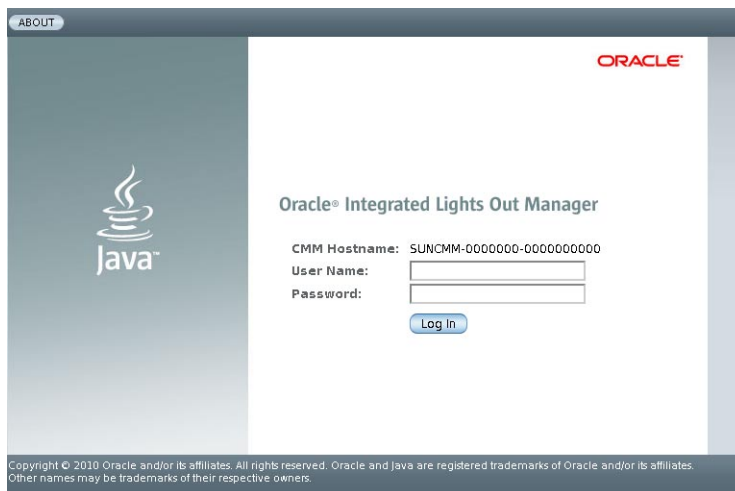 ABOUT
ORACLE®
Java™
Oracle® Integrated Lights Out Manager
CMM Hostname: SUNCMM-0000000-0000000000
User Name:
Password:
Log In
Copyright © 2010 Oracle and/or its affiliates. All rights reserved. Oracle and Java are registered trademarks of Oracle and/or its affiliates.
Other names may be trademarks of their respective owners.